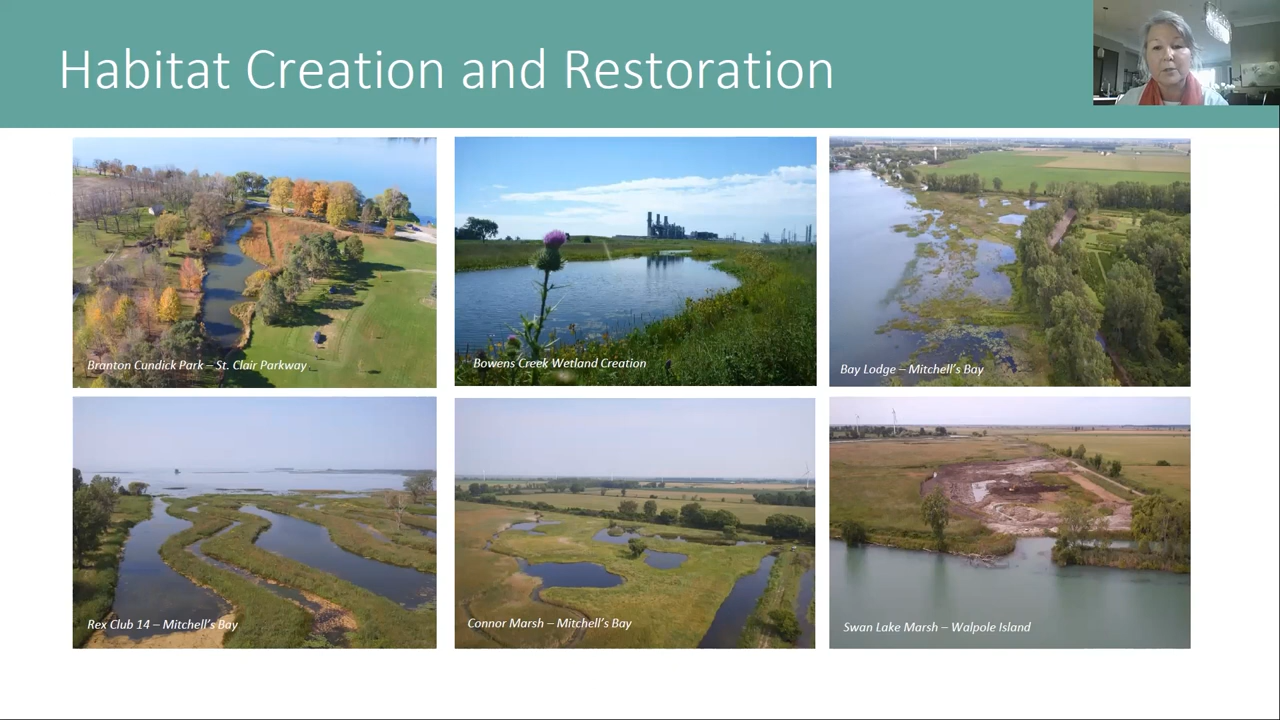 Habitat Creation and Restoration
Branton Cundick Park – St. Clair Parkway
Bowens Creek Wetland Creation
Bay Lodge – Mitchell's Bay
Rex Club 14 – Mitchell's Bay
Connor Marsh – Mitchell's Bay
Swan Lake Marsh – Walpole Island